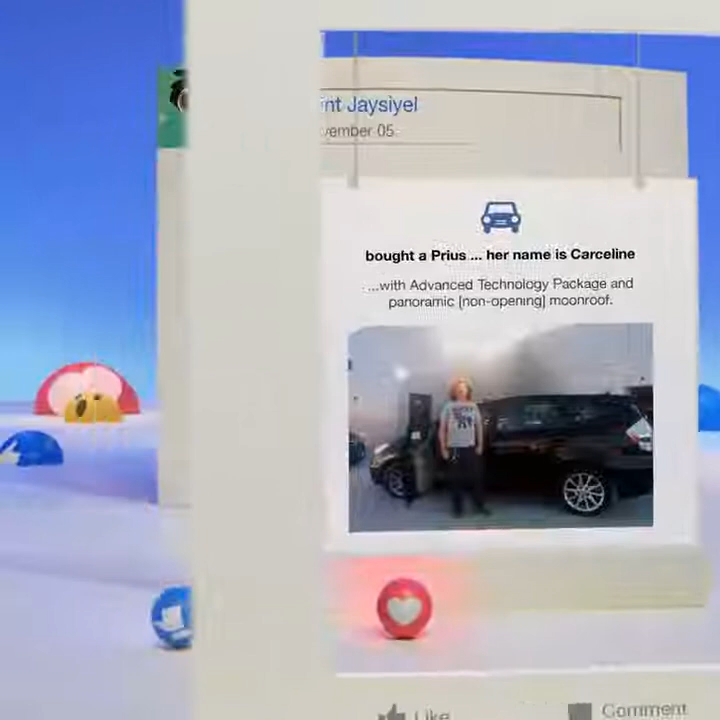 nt Jaysiyel
vember 05
bought a Prius ... her name is Carceline
...with Advanced Technology Package and
panoramic (non-opening) moonroof.
Like
Comment